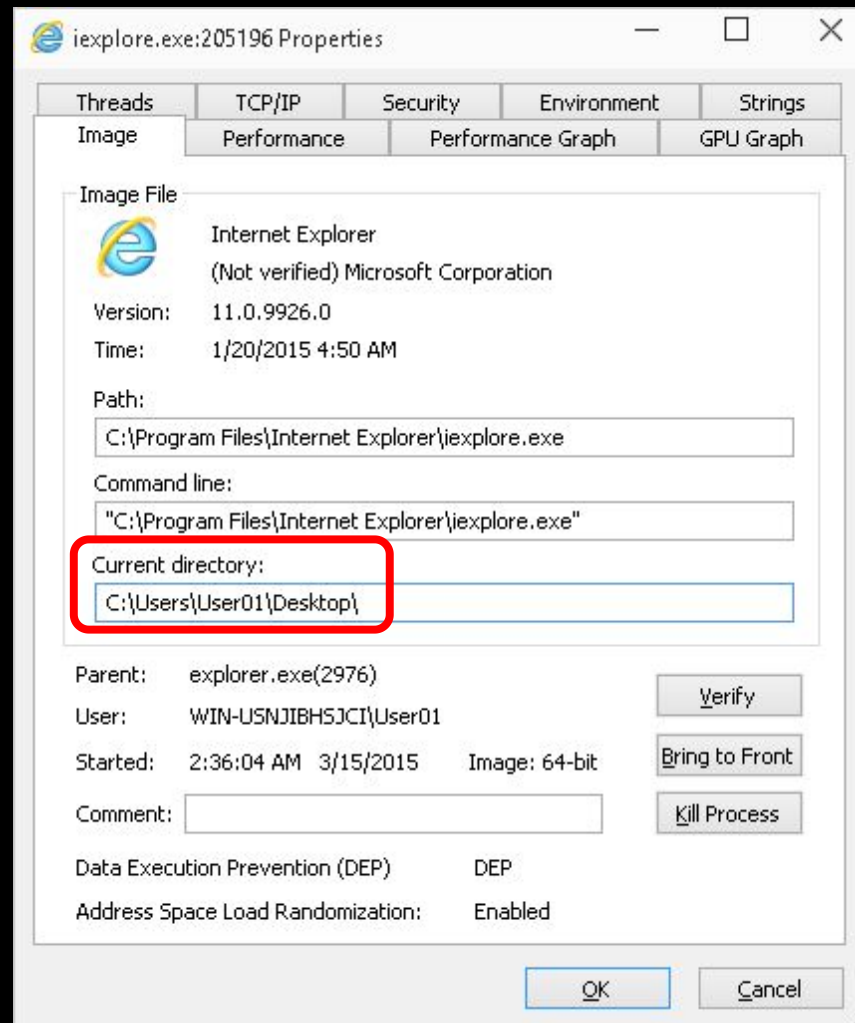 iexplore.exe:205196 Properties
Threads TCP/IP Security Environment Strings
Image Performance Performance Graph GPU Graph
Image File
Internet Explorer
(Not verified) Microsoft Corporation
Version: 11.0.9926.0
Time: 1/20/2015 4:50 AM
Path:
C:\Program Files\Internet Explorer\iexplore.exe
Command line:
"C:\Program Files\Internet Explorer\iexplore.exe"
Current directory:
C:\Users\User01\Desktop\
Parent: explorer.exe(2976)
User: WIN-USNJIBHSJCI\User01
Verify
Started: 2:36:04 AM 3/15/2015 Image: 64-bit
Bring to Front
Comment:
Kill Process
Data Execution Prevention (DEP) DEP
Address Space Load Randomization: Enabled
OK Cancel